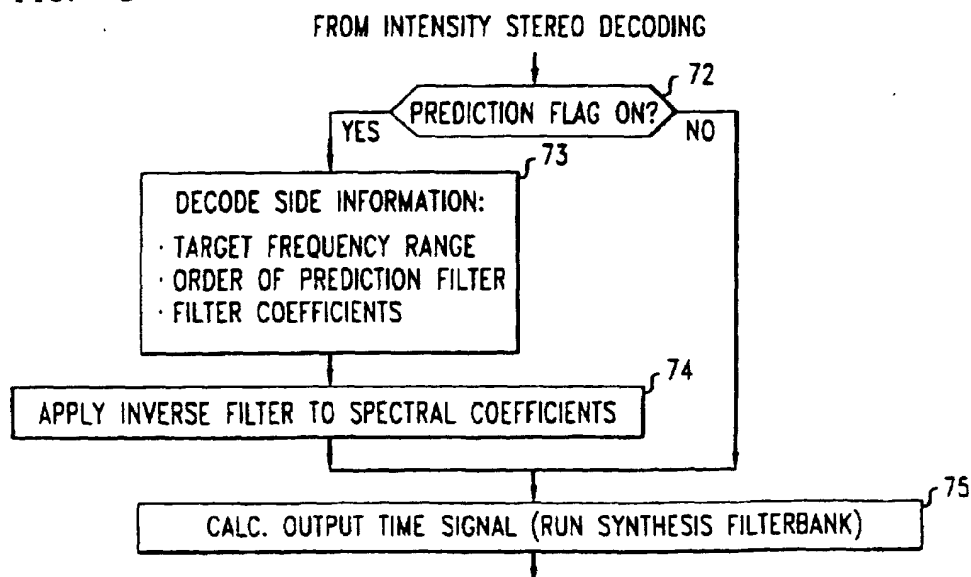 FROM INTENSITY STEREO DECODING
72
PREDICTION FLAG ON?
YES
NO
73
DECODE SIDE INFORMATION:
· TARGET FREQUENCY RANGE
· ORDER OF PREDICTION FILTER
· FILTER COEFFICIENTS
74
APPLY INVERSE FILTER TO SPECTRAL COEFFICIENTS
75
CALC. OUTPUT TIME SIGNAL (RUN SYNTHESIS FILTERBANK)